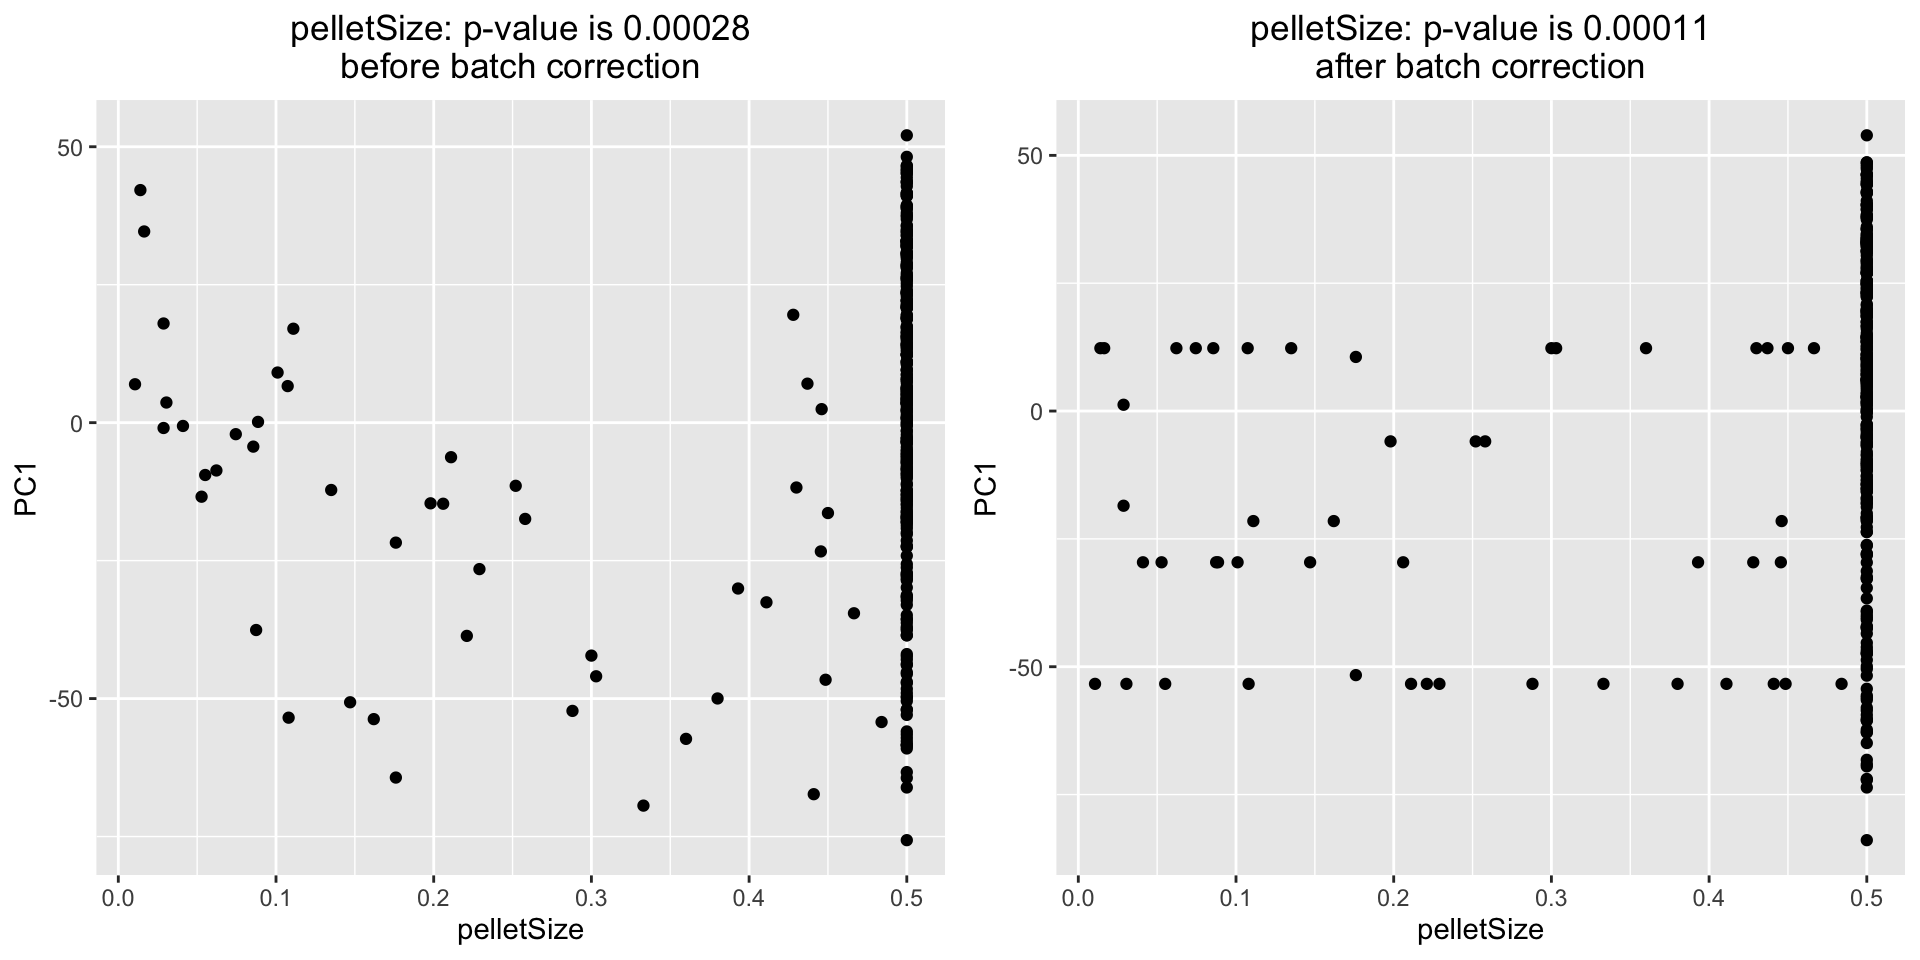 pelletSize: p-value is 0.00028
before batch correction
50
0
-50
PC1
0.0 0.1 0.2 0.3 0.4 0.5
pelletSize
pelletSize: p-value is 0.00011
after batch correction
50
0
-50
PC1
0.0 0.1 0.2 0.3 0.4 0.5
pelletSize